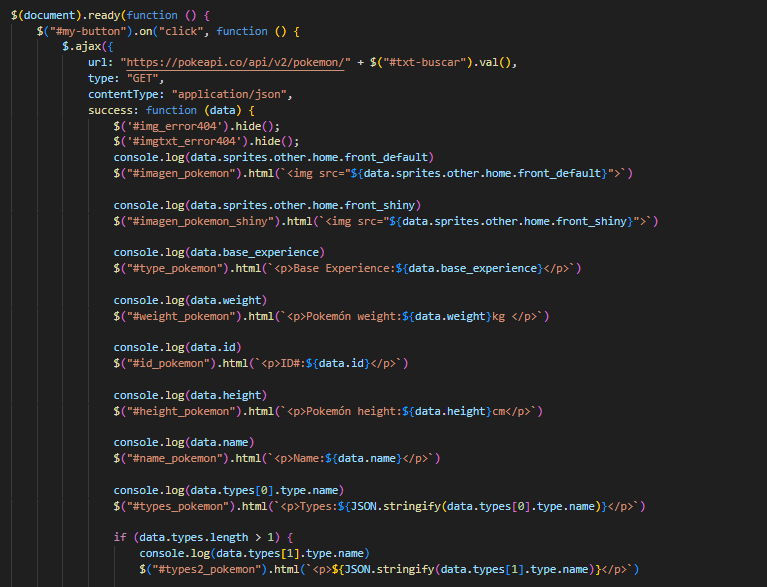 $(document).ready(function () {
$("#my-button").on("click", function () {
$.ajax({
url: "https://pokeapi.co/api/v2/pokemon/" + $("#txt-buscar").val(),
type: "GET",
contentType: "application/json",
success: function (data) {
$('#img_error404').hide();
$('#imgtxt_error404').hide();
console.log(data.sprites.other.home.front_default)
$("#imagen_pokemon").html(`<img src="${data.sprites.other.home.front_default}">`)
console.log(data.sprites.other.home.front_shiny)
$("#imagen_pokemon_shiny").html(`<img src="${data.sprites.other.home.front_shiny}">`)
console.log(data.base_experience)
$("#type_pokemon").html(`<p>Base Experience:${data.base_experience}</p>`)
console.log(data.weight)
$("#weight_pokemon").html(`<p>Pokemón weight:${data.weight}kg </p>`)
console.log(data.id)
$("#id_pokemon").html(`<p>ID#:${data.id}</p>`)
console.log(data.height)
$("#height_pokemon").html(`<p>Pokemón height:${data.height}cm</p>`)
console.log(data.name)
$("#name_pokemon").html(`<p>Name:${data.name}</p>`)
console.log(data.types[0].type.name)
$("#types_pokemon").html(`<p>Types:${JSON.stringify(data.types[0].type.name)}</p>`)
if (data.types.length > 1) {
console.log(data.types[1].type.name)
$("#types2_pokemon").html(`<p>${JSON.stringify(data.types[1].type.name)}</p>`)